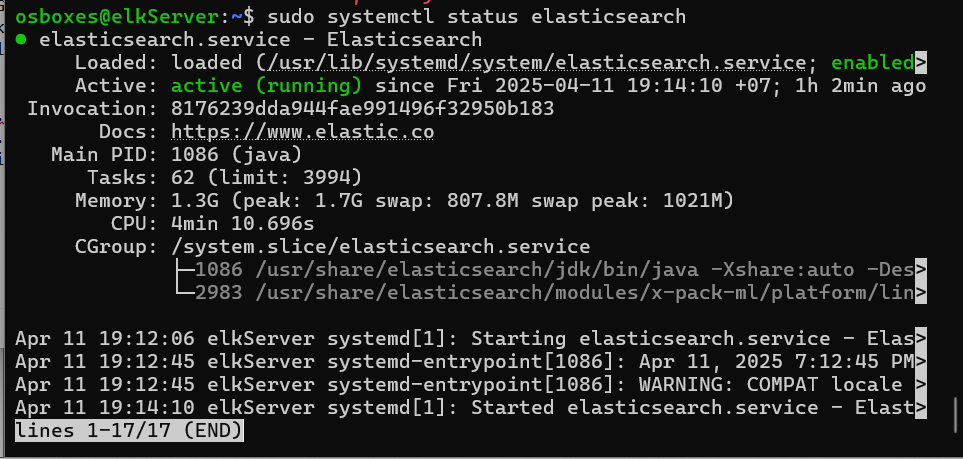 osboxes@elkServer:~$ sudo systemctl status elasticsearch
● elasticsearch.service - Elasticsearch
Loaded: loaded (/usr/lib/systemd/system/elasticsearch.service; enabled>
Active: active (running) since Fri 2025-04-11 19:14:10 +07; 1h 2min ago
Invocation: 8176239dda944fae991496f32950b183
Docs: https://www.elastic.co
Main PID: 1086 (java)
Tasks: 62 (limit: 3994)
Memory: 1.3G (peak: 1.7G swap: 807.8M swap peak: 1021M)
CPU: 4min 10.696s
CGroup: /system.slice/elasticsearch.service
├─1086 /usr/share/elasticsearch/jdk/bin/java -Xshare:auto -Des>
└─2983 /usr/share/elasticsearch/modules/x-pack-ml/platform/lin>
Apr 11 19:12:06 elkServer systemd[1]: Starting elasticsearch.service - Elas>
Apr 11 19:12:45 elkServer systemd-entrypoint[1086]: Apr 11, 2025 7:12:45 PM>
Apr 11 19:12:45 elkServer systemd-entrypoint[1086]: WARNING: COMPAT locale >
Apr 11 19:14:10 elkServer systemd[1]: Started elasticsearch.service - Elast>
lines 1-17/17 (END)